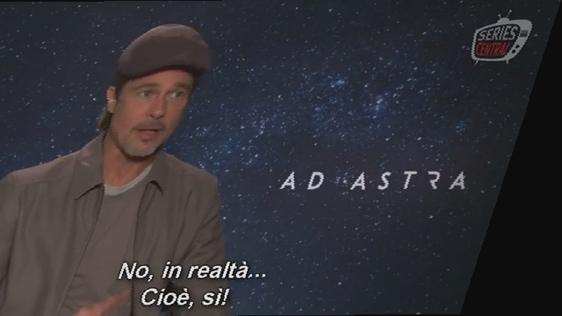 SERIES
CENTRAL
AD ASTRA
No, in realtà...
Cioè, sì!